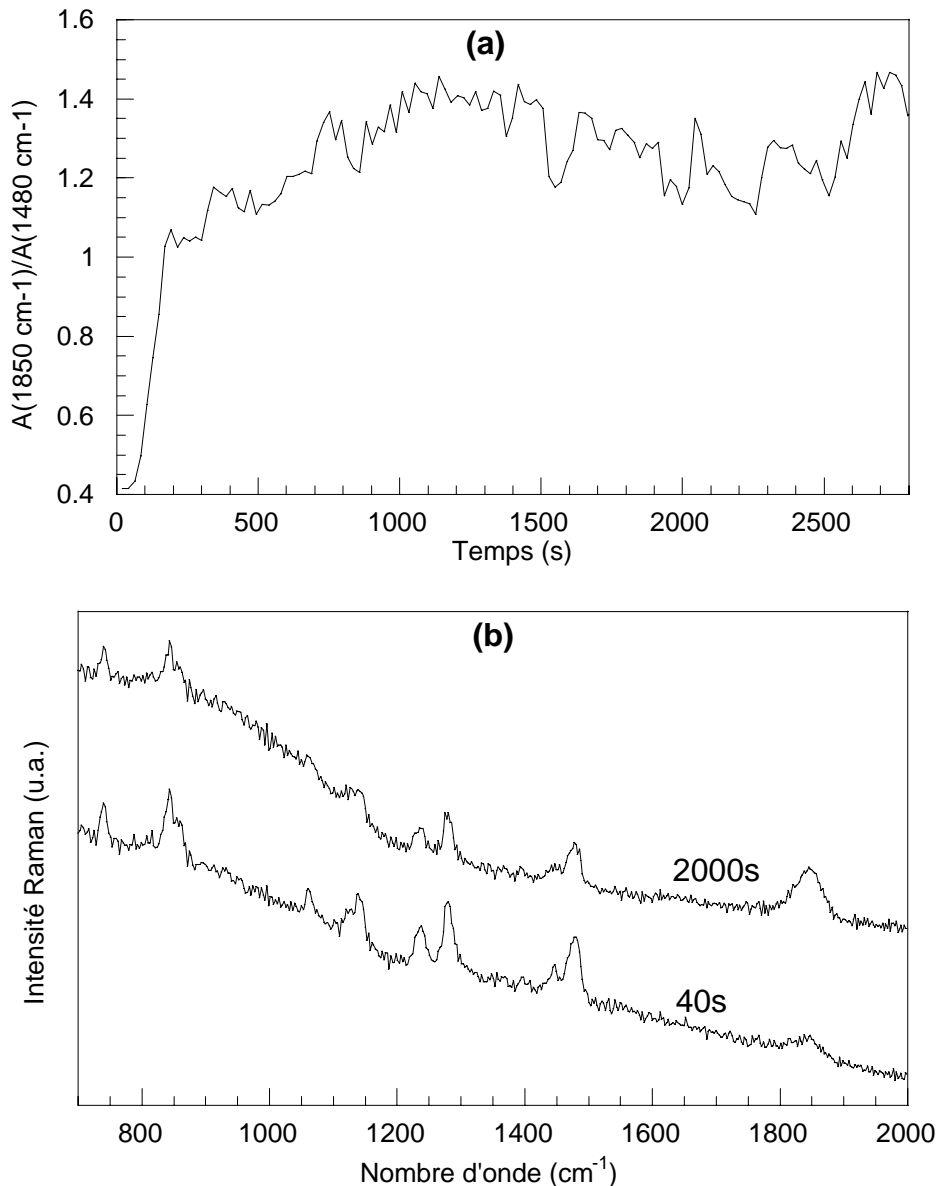 (a)
A(1850 cm-1)/A(1480 cm-1)
1.6
1.4
1.2
1
0.8
0.6
0.4
0 500 1000 1500 2000 2500
Temps (s)
(b)
Intensité Raman (u.a.)
2000s
40s
800 1000 1200 1400 1600 1800 2000
Nombre d'onde (cm-1)